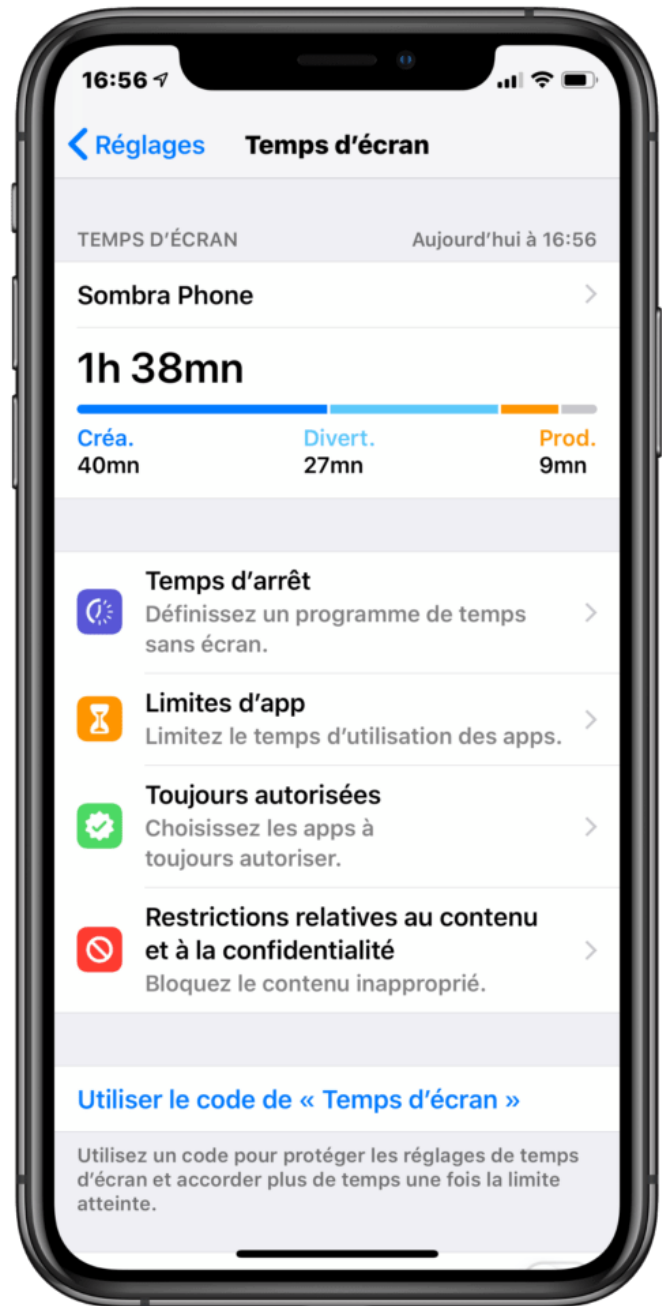 16:56
Réglages Temps d’écran
TEMPS D’ÉCRAN Aujourd’hui à 16:56
Sombra Phone
1h 38mn
Créa. Divert. Prod.
40mn 27mn 9mn
Temps d’arrêt
Définissez un programme de temps
sans écran.
Limites d’app
Limitez le temps d’utilisation des apps.
Toujours autorisées
Choisissez les apps à
toujours autoriser.
Restrictions relatives au contenu
et à la confidentialité
Bloquez le contenu inapproprié.
Utiliser le code de « Temps d’écran »
Utilisez un code pour protéger les réglages de temps
d’écran et accorder plus de temps une fois la limite
atteinte.